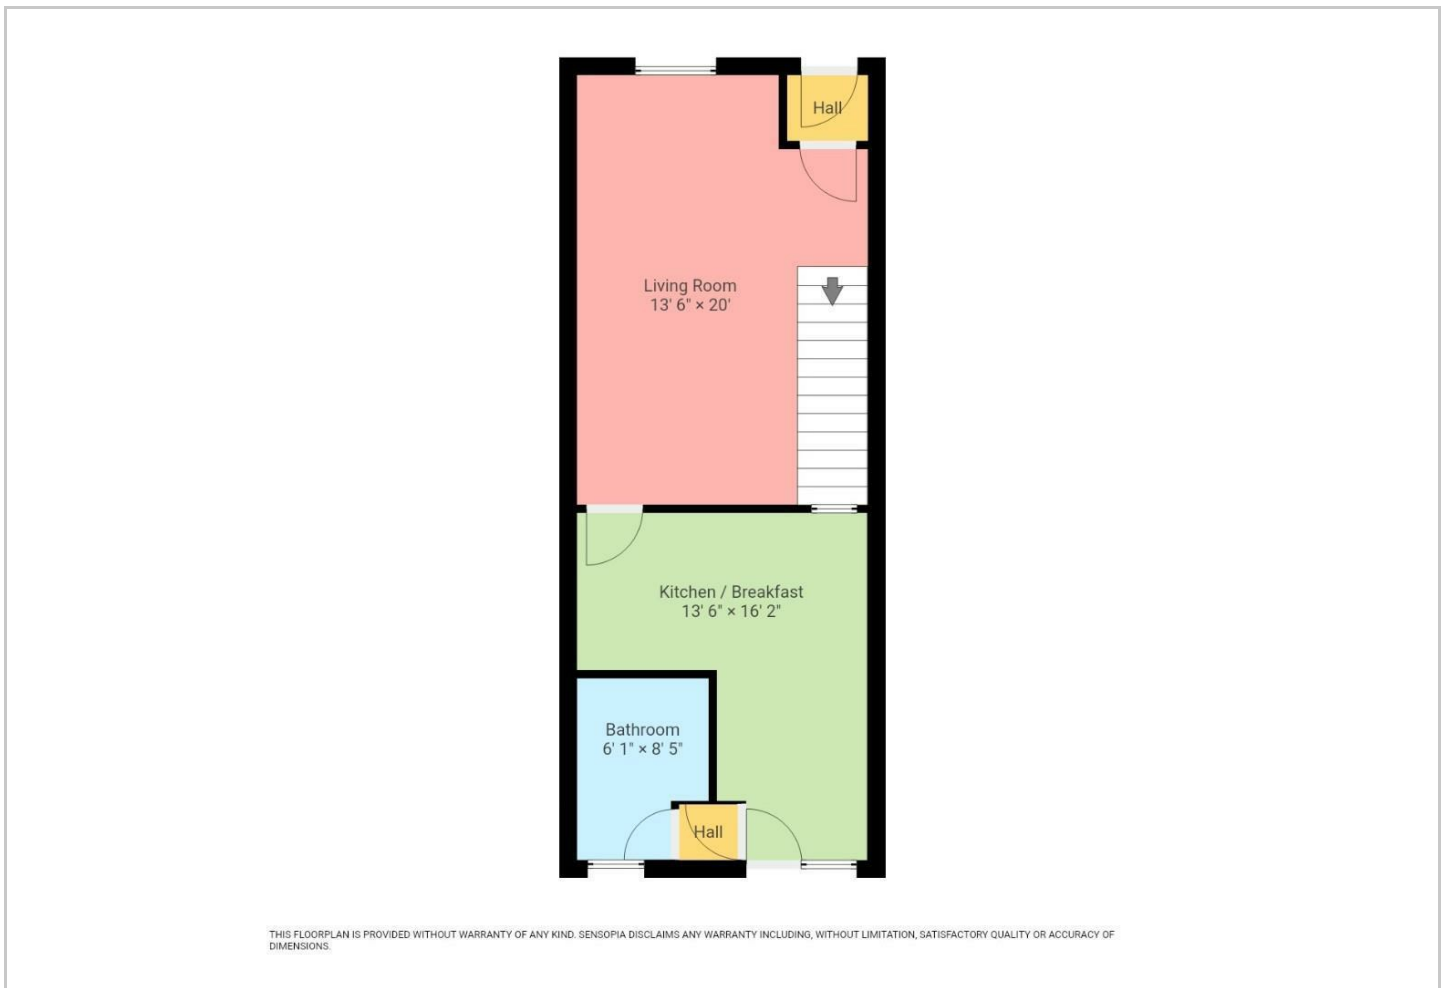 Hall
Living Room
13' 6" × 20'
Kitchen / Breakfast
13' 6" × 16' 2"
Bathroom
6' 1" × 8' 5"
Hall
THIS FLOORPLAN IS PROVIDED WITHOUT WARRANTY OF ANY KIND. SENSOPIA DISCLAIMS ANY WARRANTY INCLUDING, WITHOUT LIMITATION, SATISFACTORY QUALITY OR ACCURACY OF
DIMENSIONS.